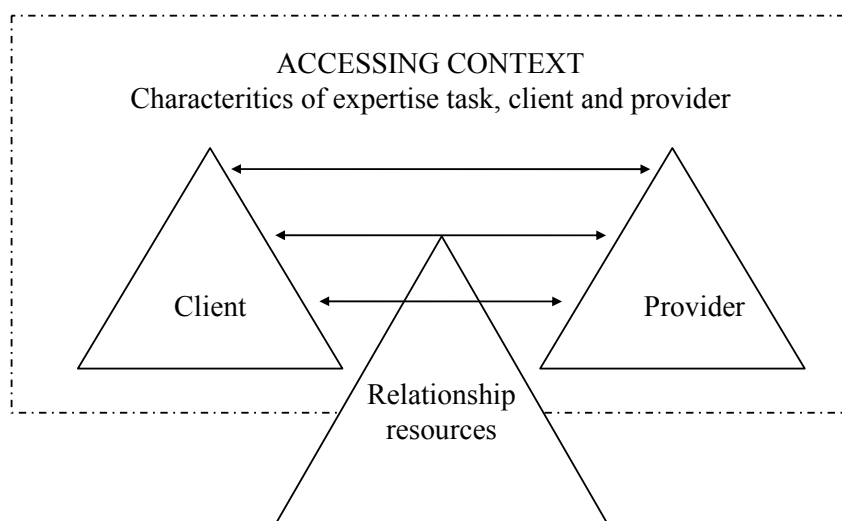 ACCESSING CONTEXT
Characteritics of expertise task, client and provider
Client
Provider
Relationship
resources